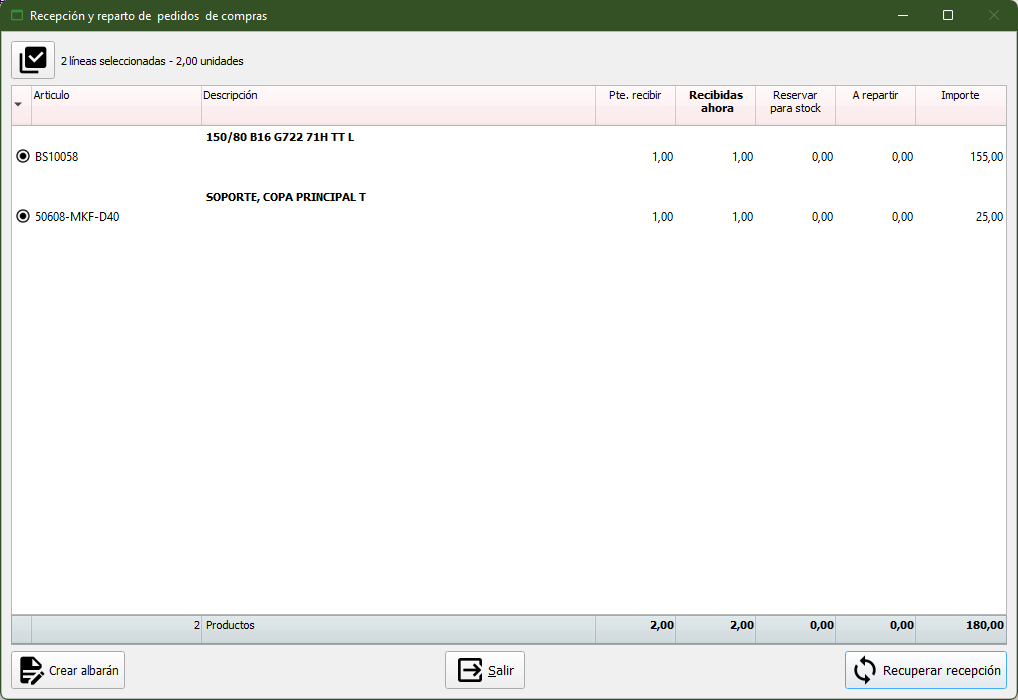 Recepción y reparto de  pedidos  de compras
2 líneas seleccionadas - 2,00 unidades
Articulo Descripción Pte. recibir Recibidas ahora Reservar para stock A repartir Importe
150/80 B16 G722 71H TT L
BS10058 1,00 1,00 0,00 0,00 155,00
SOPORTE, COPA PRINCIPAL T
50608-MKF-D40 1,00 1,00 0,00 0,00 25,00
2 Productos 2,00 2,00 0,00 0,00 180,00
Crear albarán Salir Recuperar recepción